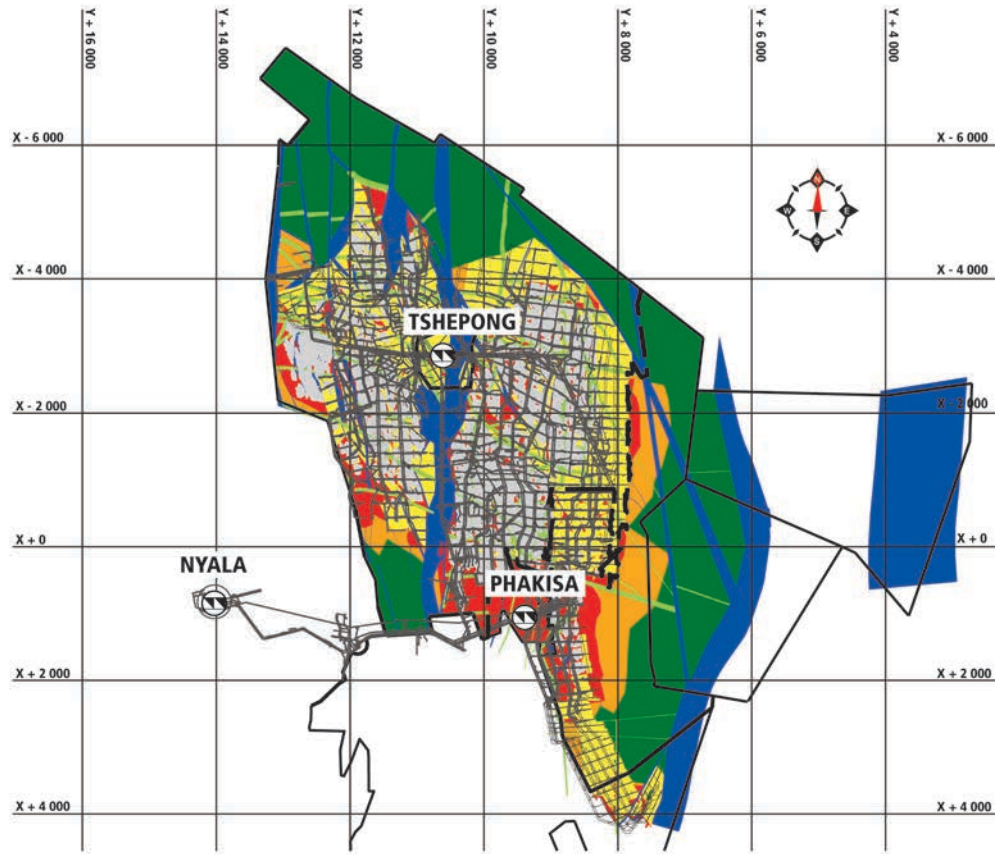 Y + 16 000
Y + 14 000
Y + 12 000
Y + 10 000
Y + 8 000
Y + 6 000
Y + 4 000
X - 6 000
X - 6 000
N
W
E
S
X - 4 000
X - 4 000
TSHEPONG
X - 2 000
X - 2 000
X + 0
X + 0
NYALA
PHAKISA
X + 2 000
X + 2 000
X + 4 000
X + 4 000